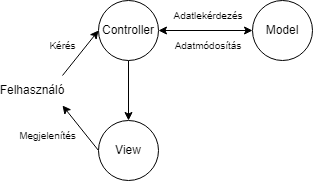 Adatlekérdezés
Controller
Model
Kérés
Adatmódosítás
Felhasználó
Megjelenítés
View